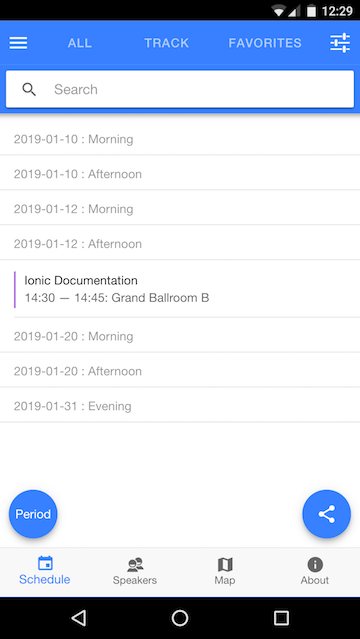 12:29
ALL TRACK FAVORITES
Search
2019-01-10 : Morning
2019-01-10 : Afternoon
2019-01-12 : Morning
2019-01-12 : Afternoon
Ionic Documentation
14:30 — 14:45: Grand Ballroom B
2019-01-20 : Morning
2019-01-20 : Afternoon
2019-01-31 : Evening
Period
Schedule Speakers Map About